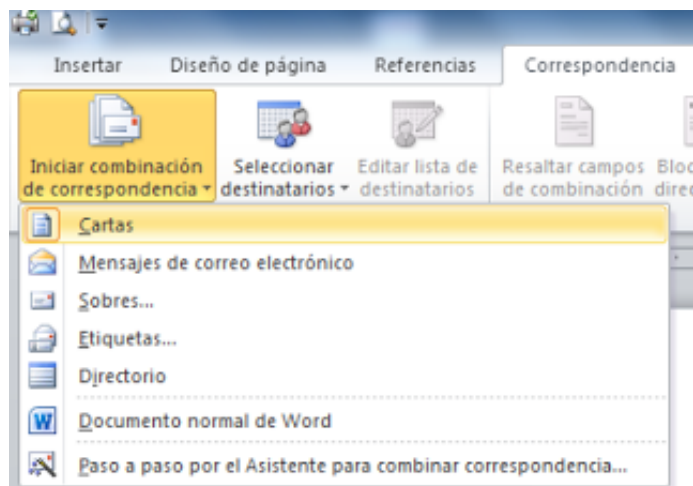 Insertar Diseño de página Referencias Correspondencia
Iniciar combinación de correspondencia
Seleccionar destinatarios
Editar lista de destinatarios
Resaltar campos de combinación
Cartas
Mensajes de correo electrónico
Sobres...
Etiquetas...
Directorio
Documento normal de Word
Paso a paso por el Asistente para combinar correspondencia...